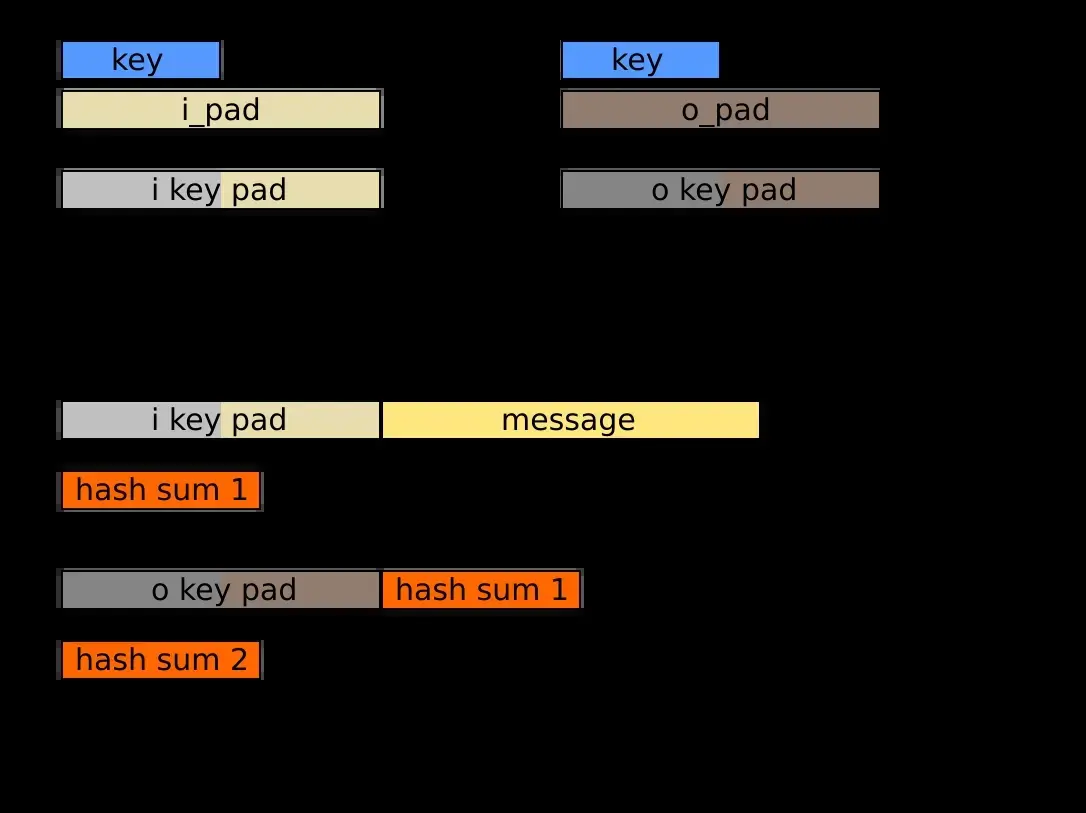 key key
i_pad o_pad
i key pad o key pad
i key pad message
hash sum 1
o key pad hash sum 1
hash sum 2